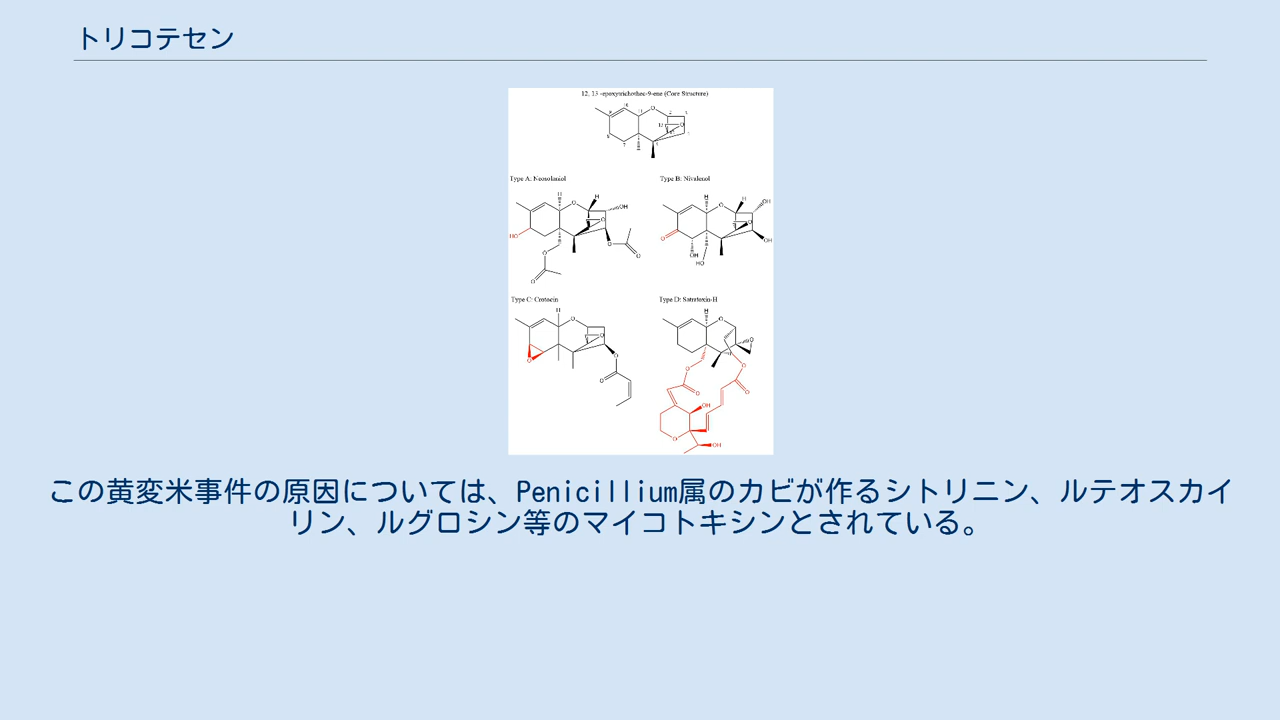 トリコテセン
12, 13 -epoxytrichothec-9-ene (Core Structure)
Type A: Neosolaniol
Type B: Nivalenol
Type C: Crotocin
Type D: Satratoxin-H
この黄変米事件の原因については、Penicillium属のカビが作るシトリニン、ルテオスカイ
リン、ルグロシン等のマイコトキシンとされている。